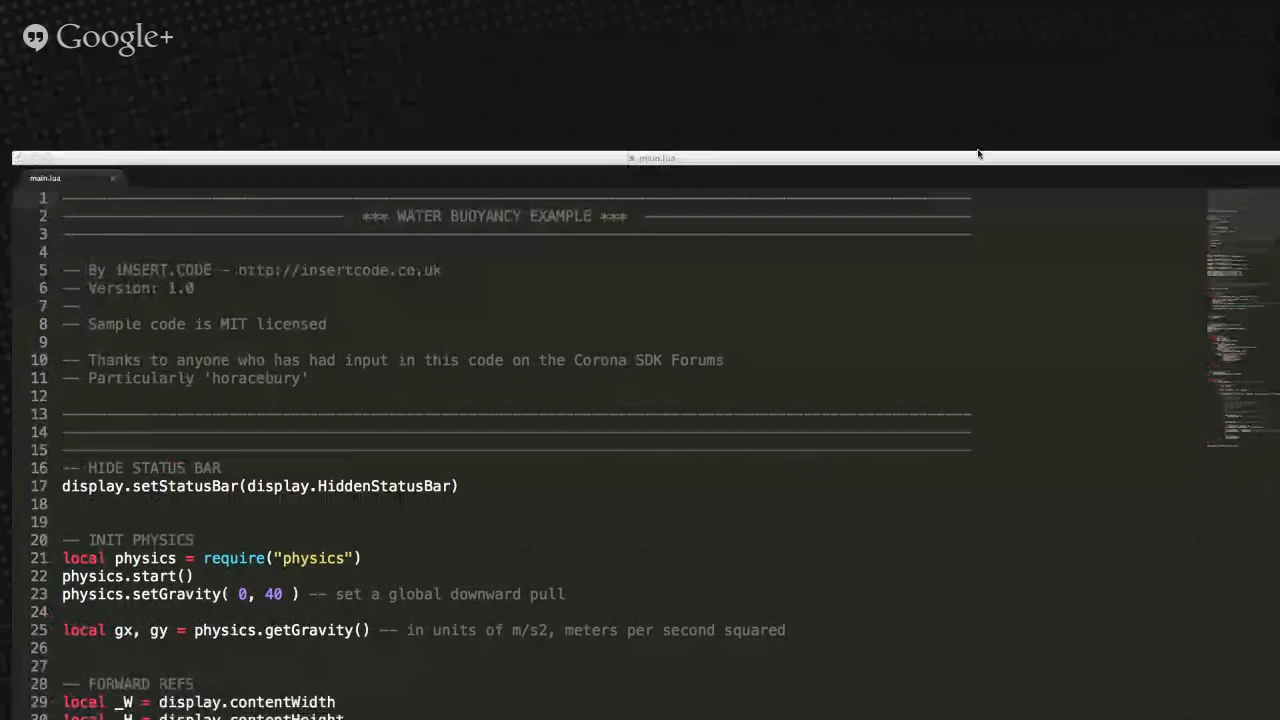 Google+
main.lua
main.lua
1
2 *** WATER BUOYANCY EXAMPLE ***
3
4
5 -- By iNSERT.CODE - http://insertcode.co.uk
6 -- Version: 1.0
7 --
8 -- Sample code is MIT licensed
9
10 -- Thanks to anyone who has had input in this code on the Corona SDK Forums
11 -- Particularly 'horacebury'
12
13
14
15
16 -- HIDE STATUS BAR
17 display.setStatusBar(display.HiddenStatusBar)
18
19
20 -- INIT PHYSICS
21 local physics = require("physics")
22 physics.start()
23 physics.setGravity( 0, 40 ) -- set a global downward pull
24
25 local gx, gy = physics.getGravity() -- in units of m/s2, meters per second squared
26
27
28 -- FORWARD REFS
29 local _W = display.contentWidth
30 local _H = display.contentHeight